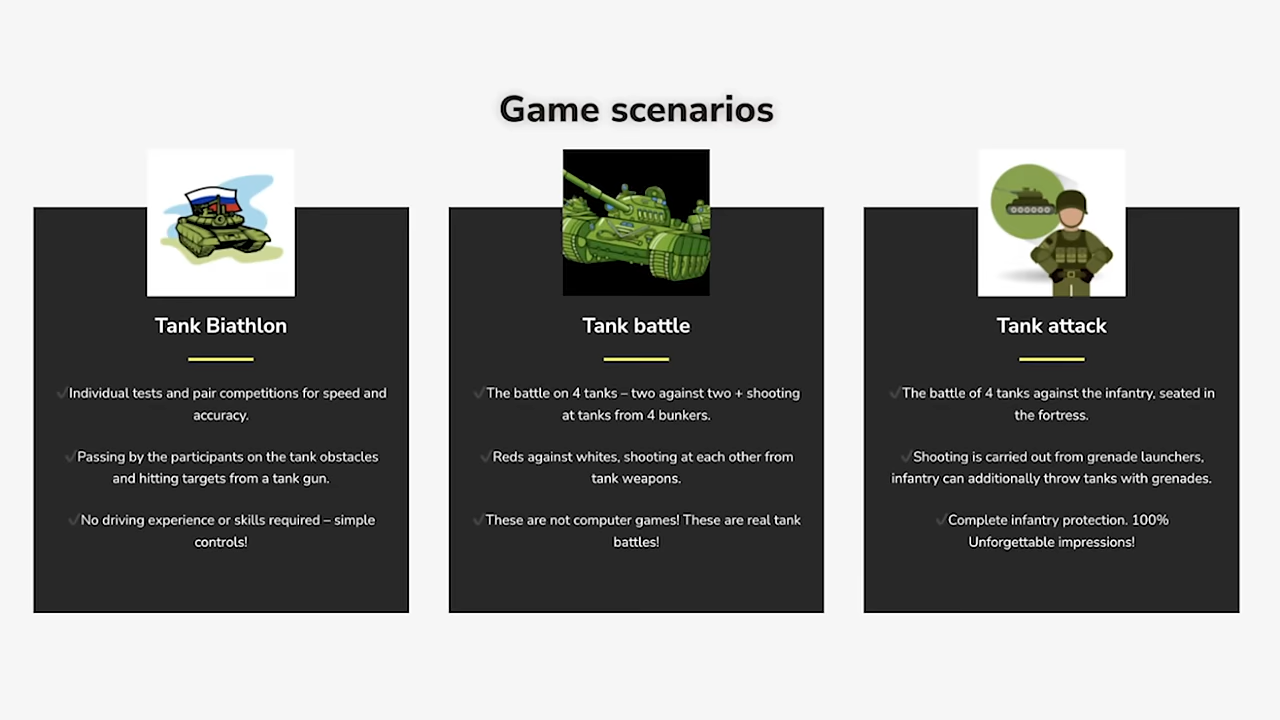 Game scenarios
Tank Biathlon
✓Individual tests and pair competitions for speed and
accuracy.
✓Passing by the participants on the tank obstacles
and hitting targets from a tank gun.
✓No driving experience or skills required – simple
controls!
Tank battle
✓The battle on 4 tanks – two against two + shooting
at tanks from 4 bunkers.
✓Reds against whites, shooting at each other from
tank weapons.
✓These are not computer games! These are real tank
battles!
Tank attack
✓The battle of 4 tanks against the infantry, seated in
the fortress.
✓Shooting is carried out from grenade launchers,
infantry can additionally throw tanks with grenades.
✓Complete infantry protection. 100%
Unforgettable impressions!